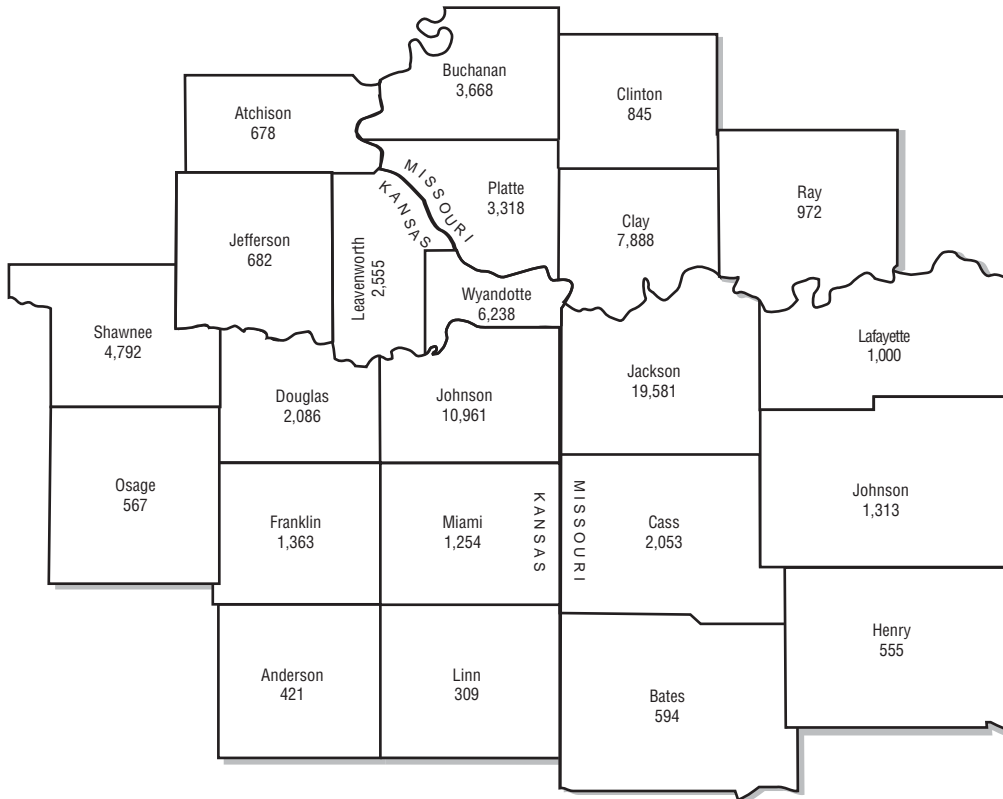 Buchanan
3,668
Clinton
845
Atchison
678
MISSOURI
KANSAS
Platte
3,318
Ray
972
Clay
7,888
Jefferson
682
Leavenworth
2,555
Wyandotte
6,238
Shawnee
4,792
Lafayette
1,000
Jackson
19,581
Douglas
2,086
Johnson
10,961
Osage
567
Johnson
1,313
Franklin
1,363
Miami
1,254
KANSAS
MISSOURI
Cass
2,053
Henry
555
Anderson
421
Linn
309
Bates
594